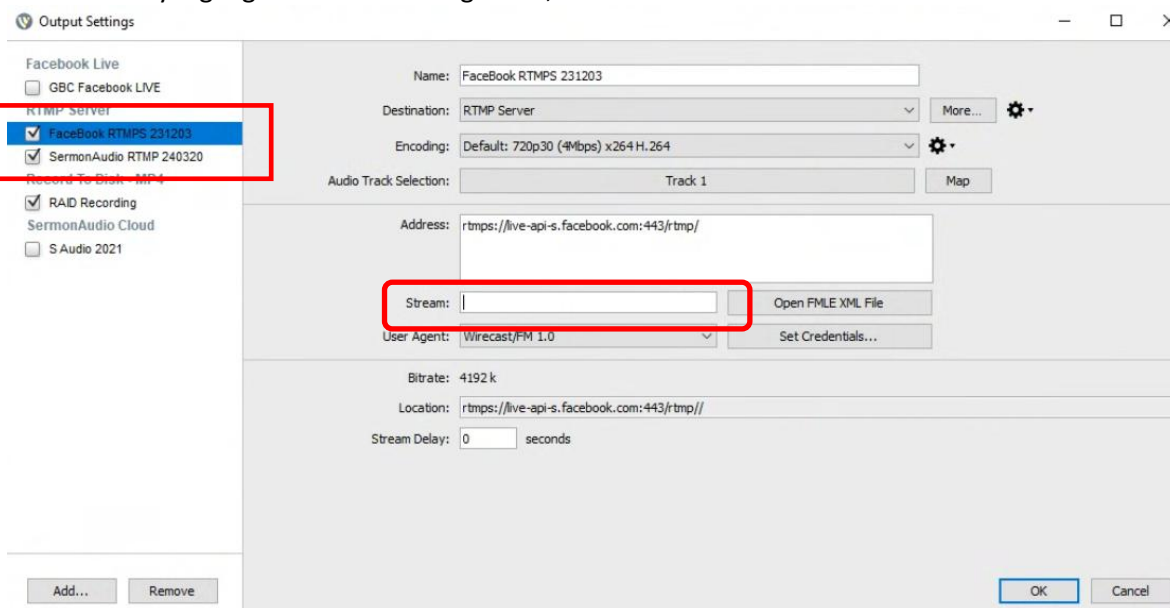 Output Settings
Facebook Live
GBC Facebook LIVE
RTMP Server
FaceBook RTMPS 231203
SermonAudio RTMP 240320
Record To Disk - MP4
RAID Recording
SermonAudio Cloud
S Audio 2021
Add... Remove
Name: FaceBook RTMPS 231203
Destination: RTMP Server More...
Encoding: Default: 720p30 (4Mbps) x264 H.264
Audio Track Selection: Track 1 Map
Address: rtmps://live-api-s.facebook.com:443/rtmp/
Stream: Open FMLE XML File
User Agent: Wirecast/FM 1.0 Set Credentials...
Bitrate: 4192 k
Location: rtmps://live-api-s.facebook.com:443/rtmp//
Stream Delay: 0 seconds
OK Cancel